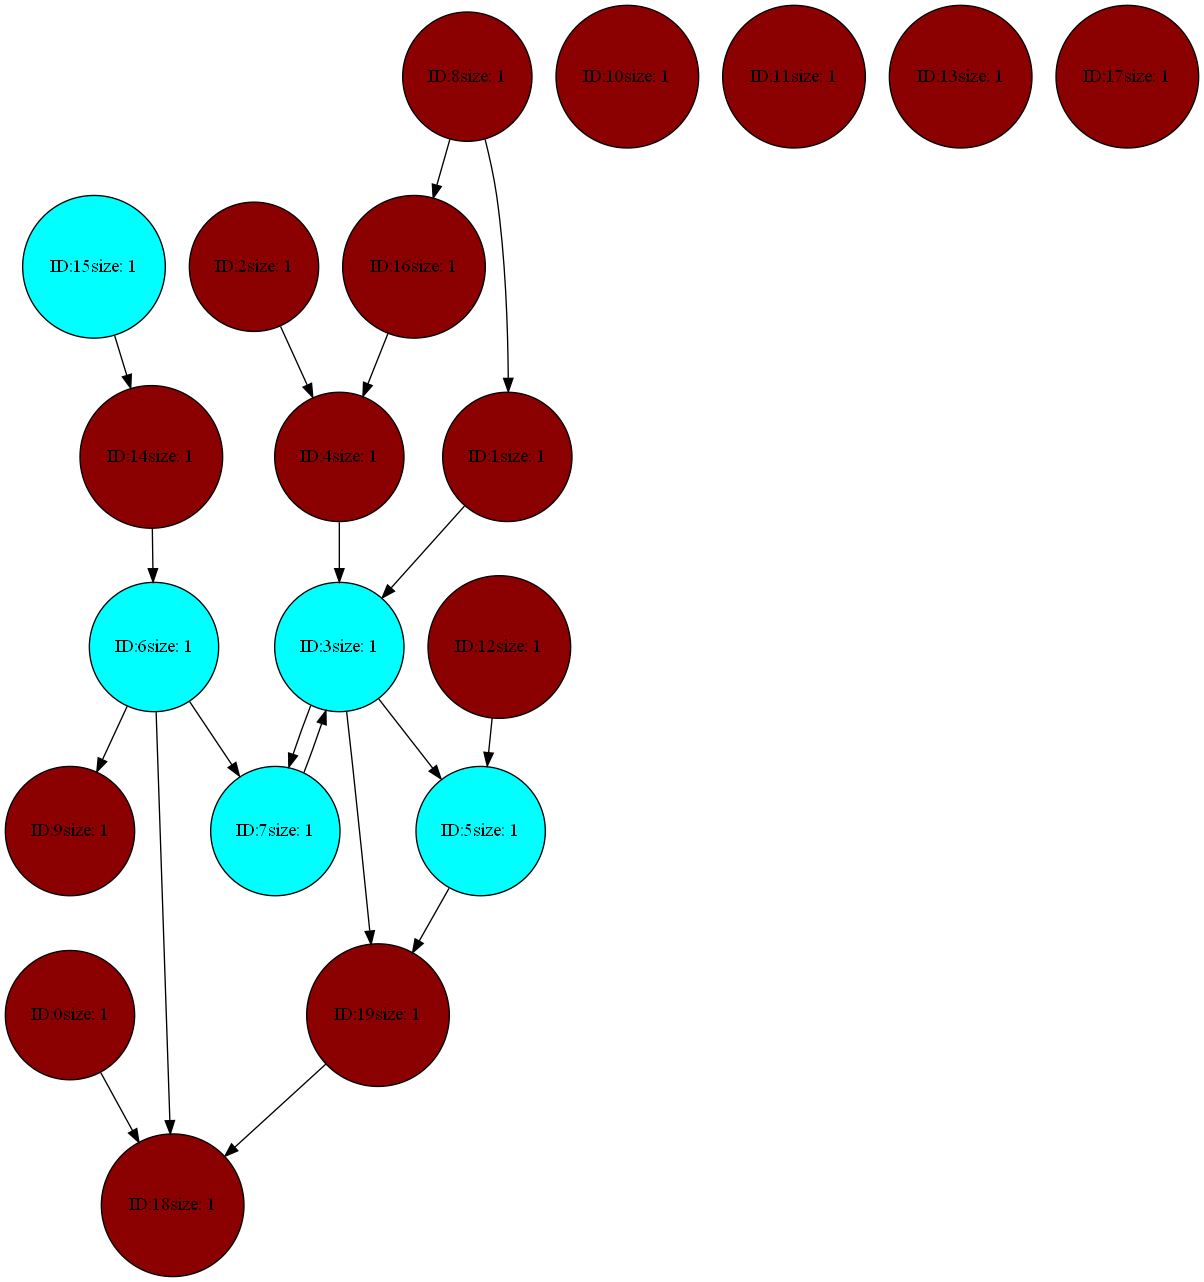 ID:8size: 1
ID:10size: 1
ID:11size: 1
ID:13size: 1
ID:17size: 1
ID:15size: 1
ID:2size: 1
ID:16size: 1
ID:14size: 1
ID:4size: 1
ID:1size: 1
ID:6size: 1
ID:3size: 1
ID:12size: 1
ID:9size: 1
ID:7size: 1
ID:5size: 1
ID:0size: 1
ID:19size: 1
ID:18size: 1